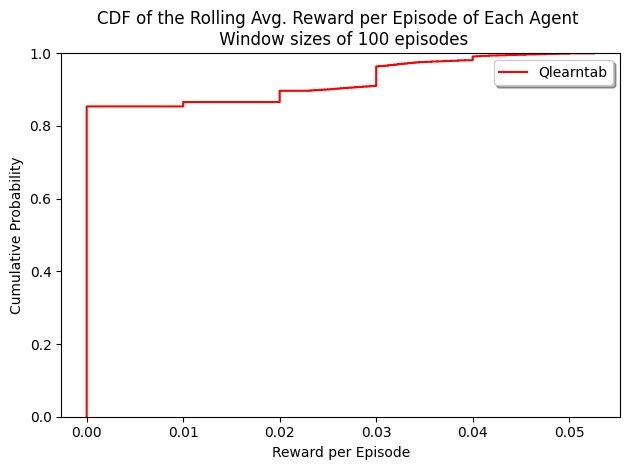 CDF of the Rolling Avg. Reward per Episode of Each Agent
Window sizes of 100 episodes
Qlearntab
Cumulative Probability
1.0
0.8
0.6
0.4
0.2
0.0
0.00 0.01 0.02 0.03 0.04 0.05
Reward per Episode